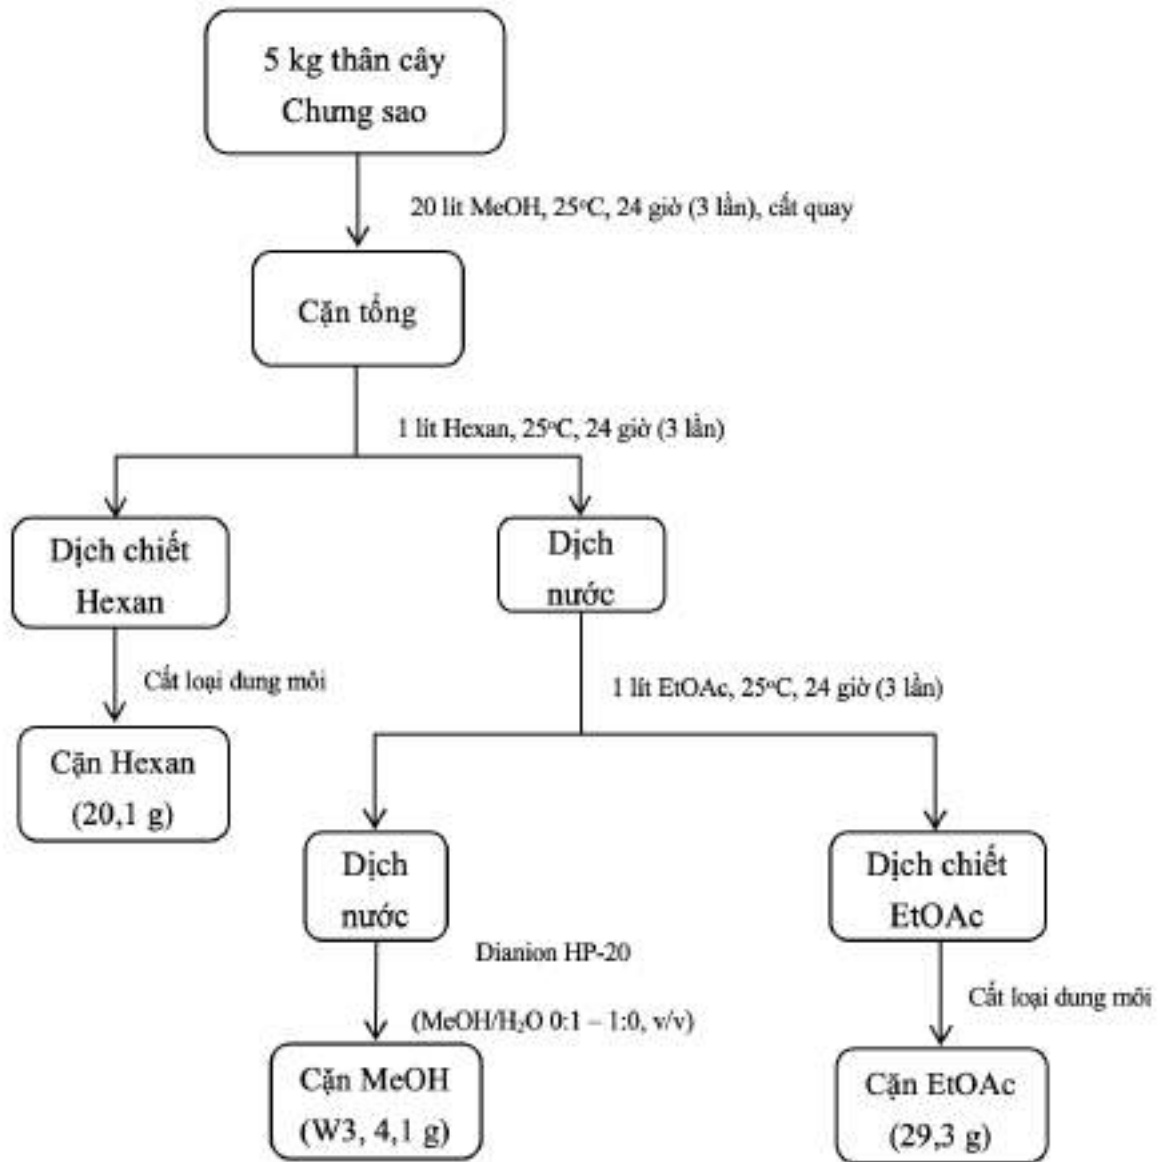 5 kg thân cây
Chưng sao
20 lít MeOH, 25°C, 24 giờ (3 lần), cất quay
Cặn tổng
1 lít Hexan, 25°C, 24 giờ (3 lần)
Dịch chiết
Hexan
Dịch
nước
Cất loại dung môi
1 lít EtOAc, 25°C, 24 giờ (3 lần)
Cặn Hexan
(20,1 g)
Dịch
nước
Dịch chiết
EtOAc
Dianion HP-20
(MeOH/H₂O 0:1 – 1:0, v/v)
Cất loại dung môi
Cặn MeOH
(W3, 4,1 g)
Cặn EtOAc
(29,3 g)